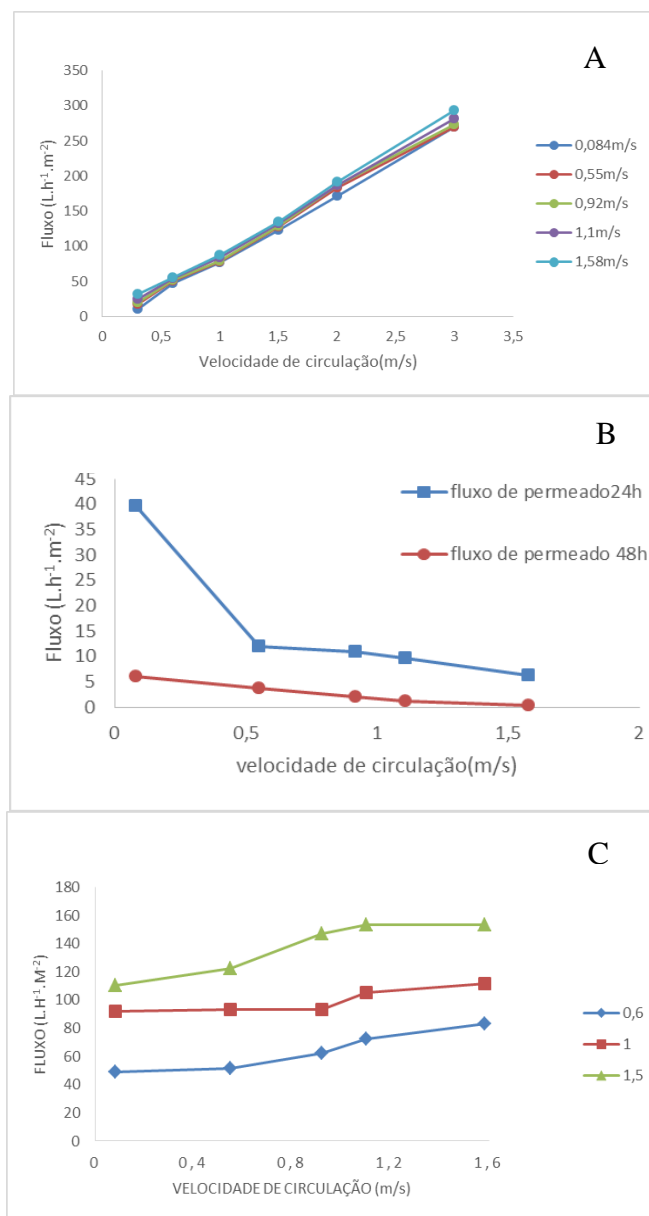 A
350
300
250
200
150
100
50
0
Fluxo (L.h⁻¹.m⁻²)
0 0,5 1 1,5 2 2,5 3 3,5
Velocidade de circulação(m/s)
0,084m/s
0,55m/s
0,92m/s
1,1m/s
1,58m/s
B
45
40
35
30
25
20
15
10
5
0
Fluxo (L.h⁻¹.m⁻²)
0 0,5 1 1,5 2
velocidade de circulação(m/s)
fluxo de permeado24h
fluxo de permeado 48h
C
180
160
140
120
100
80
60
40
20
0
FLUXO (L.H⁻¹.M⁻²)
0 0,4 0,8 1,2 1,6
VELOCIDADE DE CIRCULAÇÃO (m/s)
0,6
1
1,5